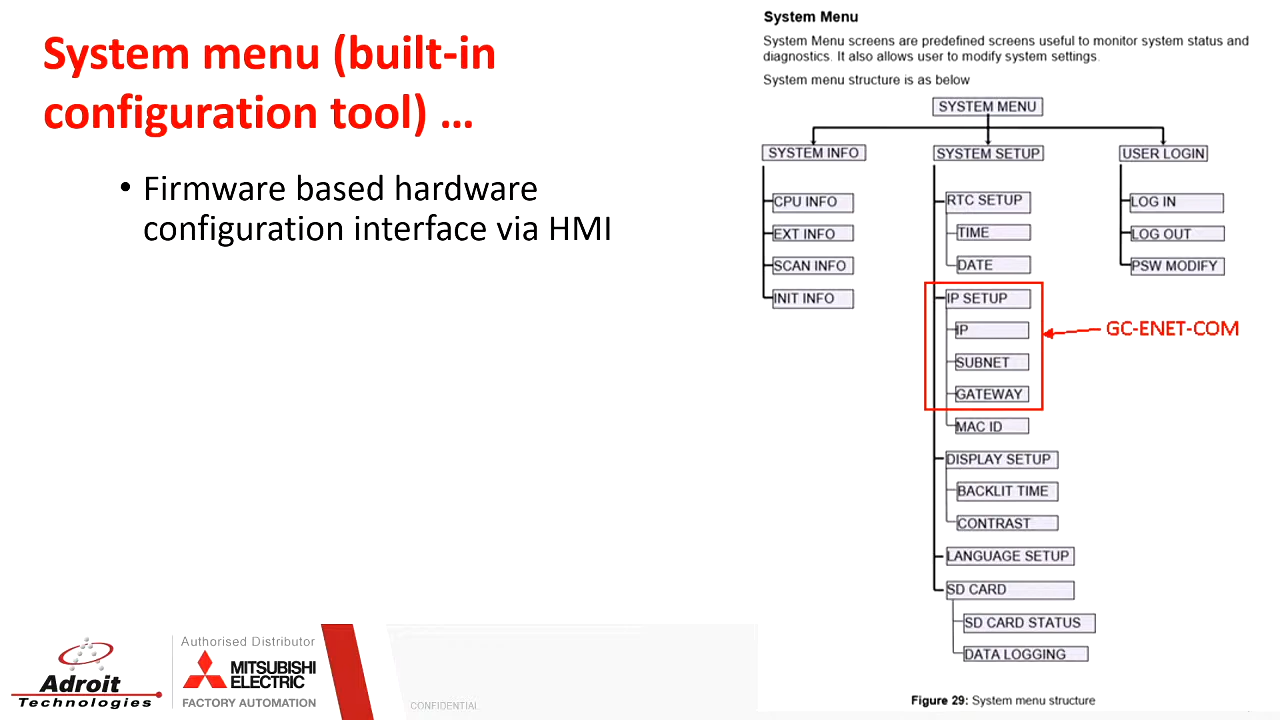 System menu (built-in
configuration tool) ...
• Firmware based hardware
configuration interface via HMI
System Menu
System Menu screens are predefined screens useful to monitor system status and
diagnostics. It also allows user to modify system settings.
System menu structure is as below
SYSTEM MENU
SYSTEM INFO
CPU INFO
EXT INFO
SCAN INFO
INIT INFO
SYSTEM SETUP
RTC SETUP
TIME
DATE
IP SETUP
IP
SUBNET
GATEWAY
MAC ID
GC-ENET-COM
DISPLAY SETUP
BACKLIT TIME
CONTRAST
LANGUAGE SETUP
SD CARD
SD CARD STATUS
DATA LOGGING
USER LOGIN
LOG IN
LOG OUT
PSW MODIFY
Figure 29: System menu structure
Adroit
Technologies
Authorised Distributor
MITSUBISHI
ELECTRIC
FACTORY AUTOMATION
CONFIDENTIAL